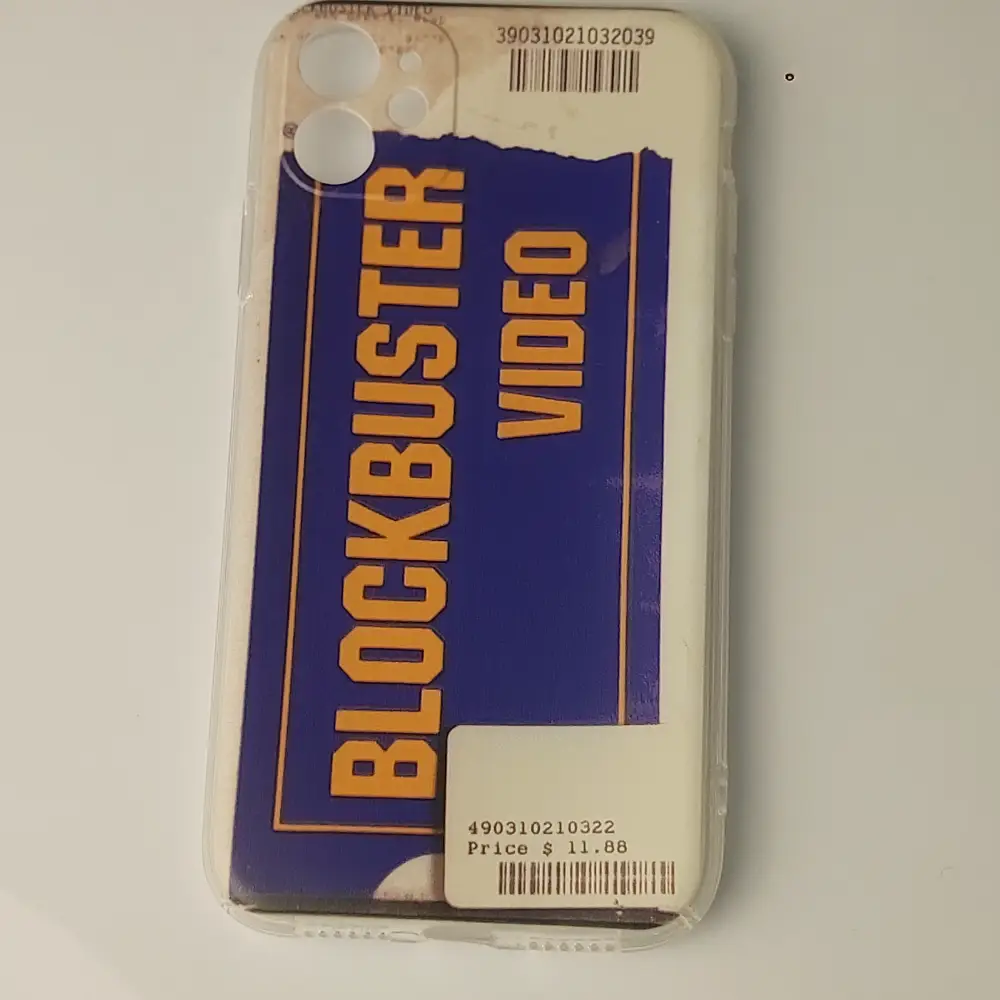 39031021032039
BLOCKBUSTER
VIDEO
490310210322
Price $ 11.88